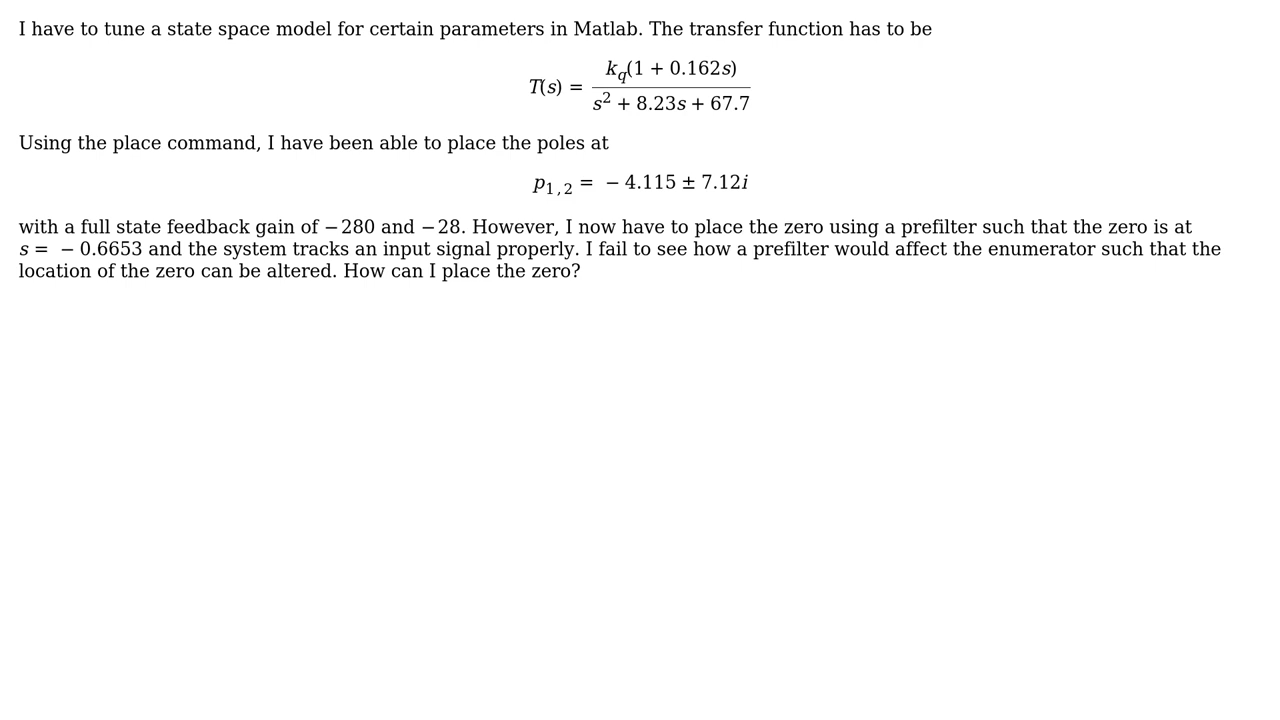 I have to tune a state space model for certain parameters in Matlab. The transfer function has to be
T(s) = \frac{k_q(1 + 0.162s)}{s^2 + 8.23s + 67.7}
Using the place command, I have been able to place the poles at
p_{1,2} = − 4.115 ± 7.12i
with a full state feedback gain of −280 and −28. However, I now have to place the zero using a prefilter such that the zero is at
s = − 0.6653 and the system tracks an input signal properly. I fail to see how a prefilter would affect the enumerator such that the
location of the zero can be altered. How can I place the zero?